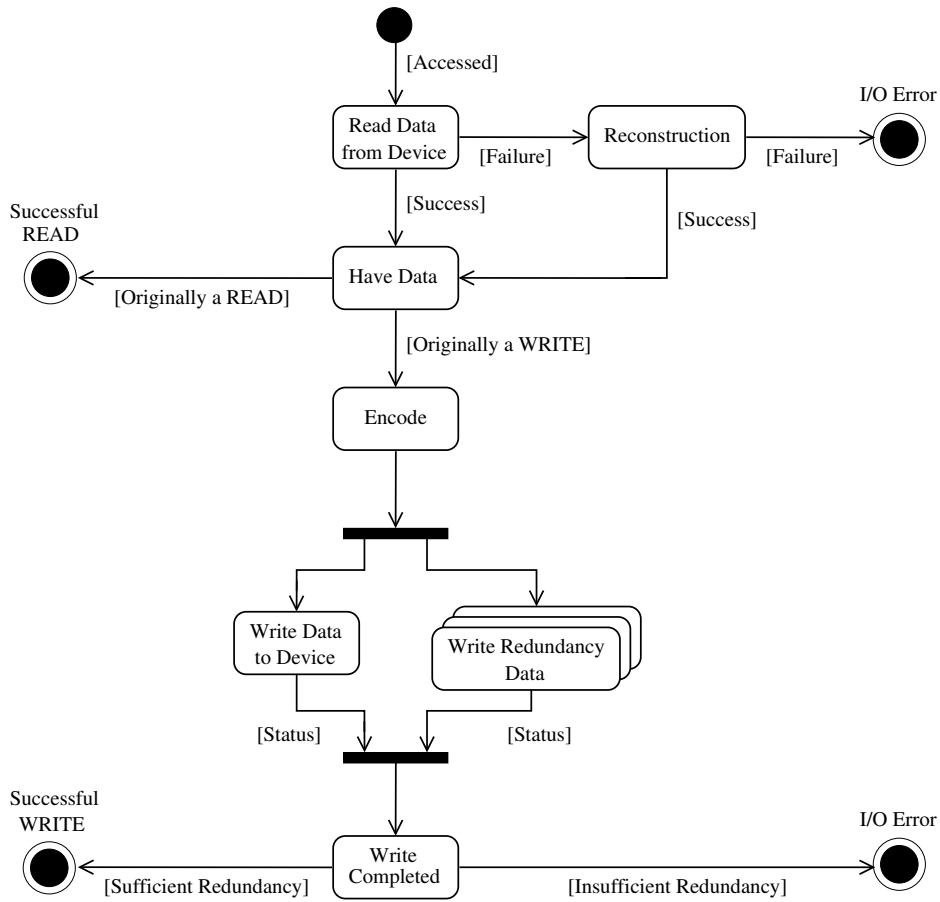 [Accessed]
I/O Error
Read Data
from Device
Reconstruction
[Failure]
[Failure]
[Success]
Successful
READ
[Success]
Have Data
[Originally a READ]
[Originally a WRITE]
Encode
Write Data
to Device
Write Redundancy
Data
[Status]
[Status]
Successful
WRITE
I/O Error
Write
Completed
[Sufficient Redundancy]
[Insufficient Redundancy]